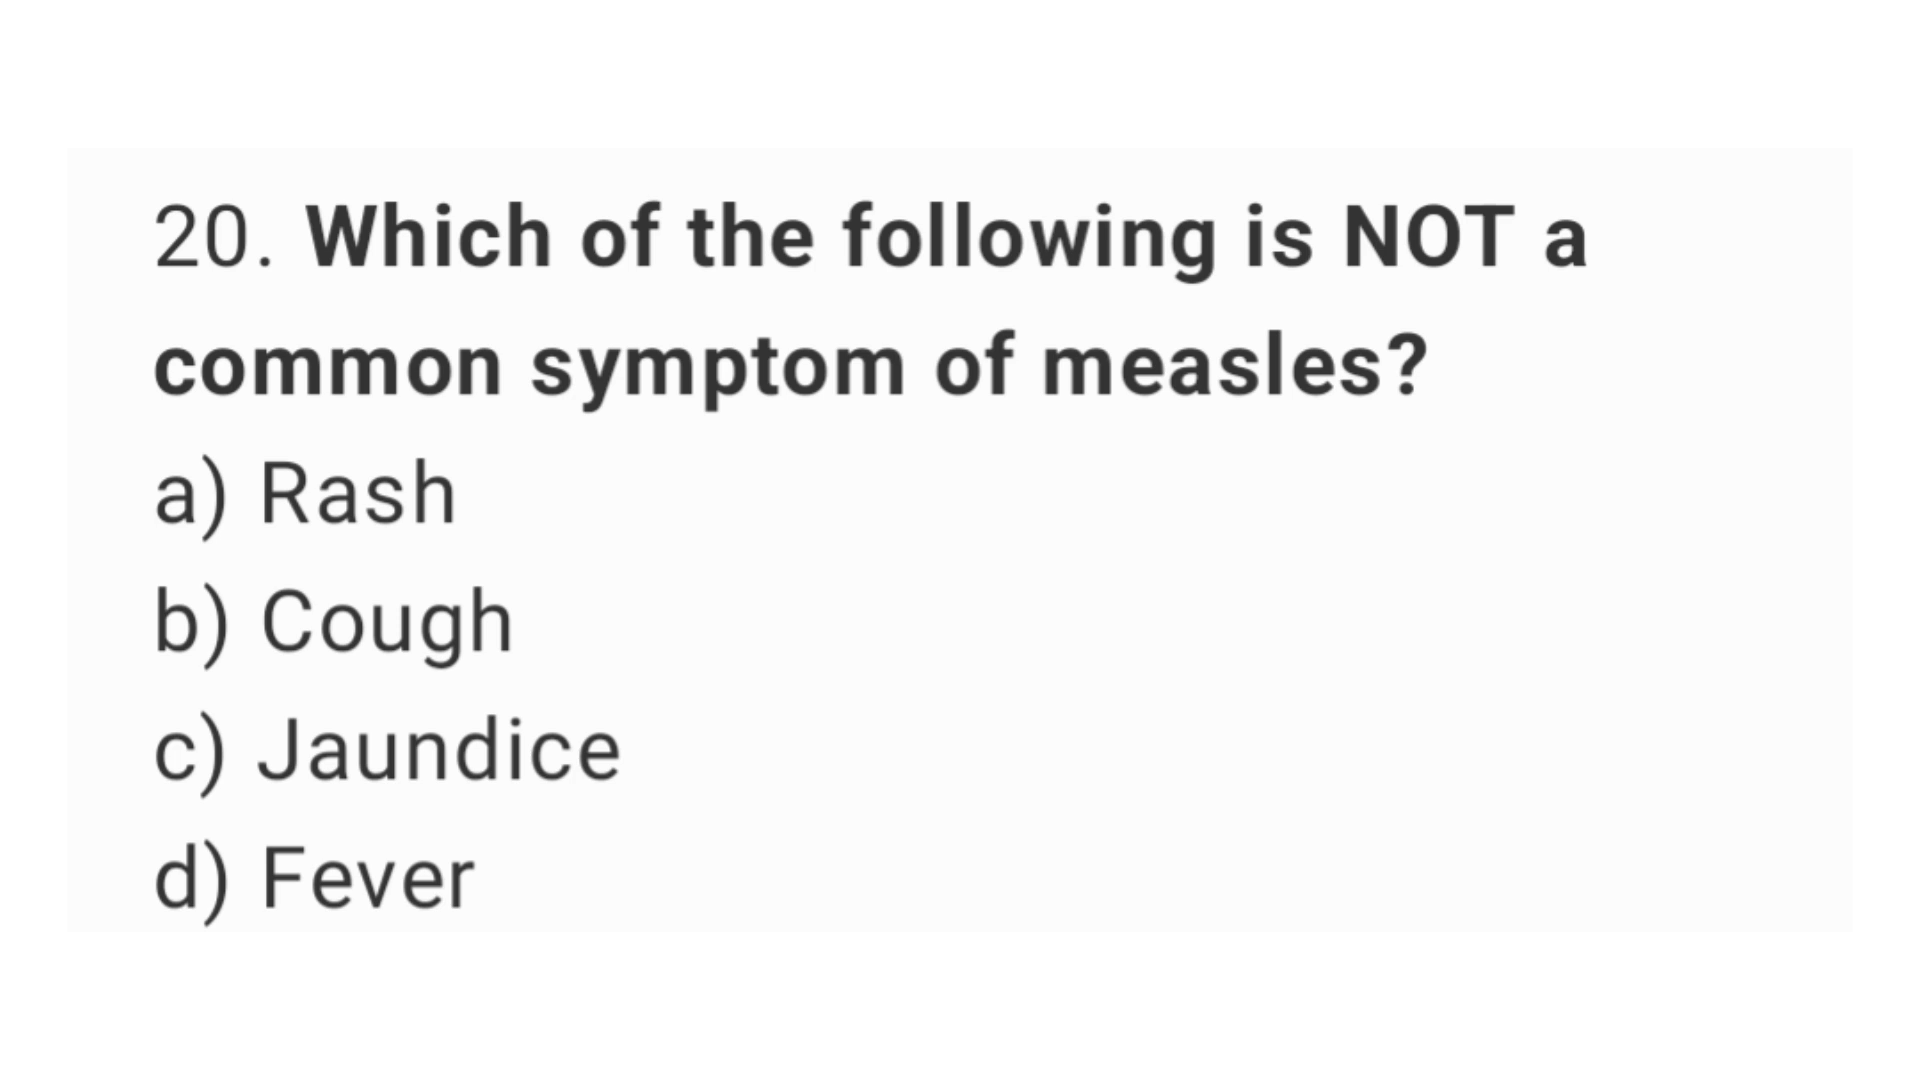 20. Which of the following is NOT a
common symptom of measles?
a) Rash
b) Cough
c) Jaundice
d) Fever